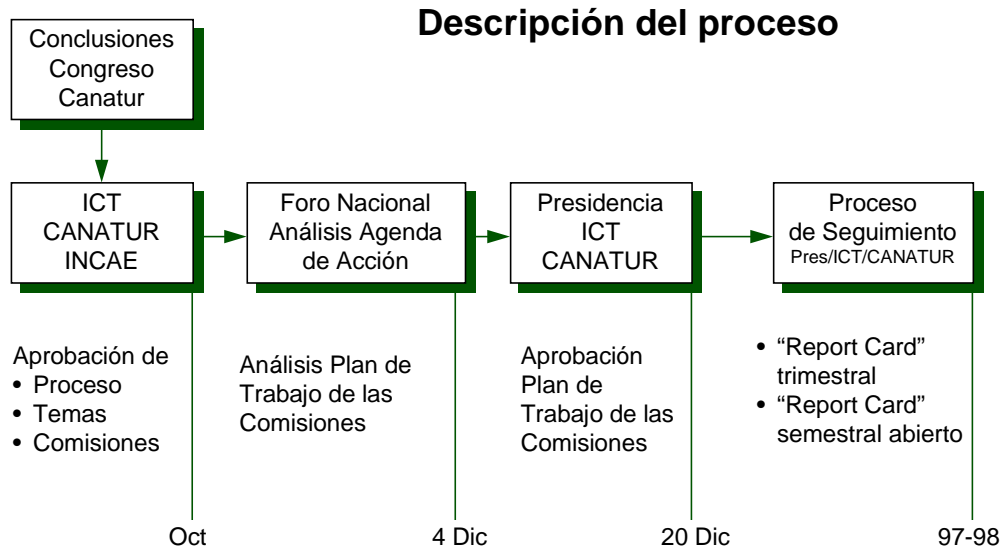 Descripción del proceso
Conclusiones
Congreso
Canatur
ICT
CANATUR
INCAE
Foro Nacional
Análisis Agenda
de Acción
Presidencia
ICT
CANATUR
Proceso
de Seguimiento
Pres/ICT/CANATUR
Aprobación de
• Proceso
• Temas
• Comisiones
Análisis Plan de
Trabajo de las
Comisiones
Aprobación
Plan de
Trabajo de las
Comisiones
• “Report Card”
trimestral
• “Report Card”
semestral abierto
Oct
4 Dic
20 Dic
97-98